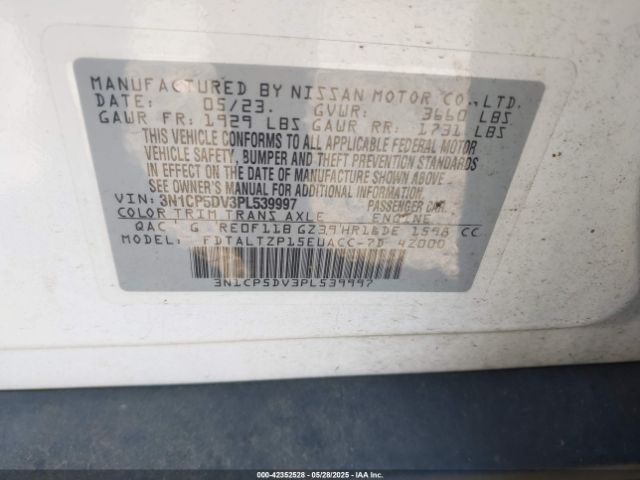 MANUFACTURED BY NISSAN MOTOR CO., LTD.
DATE: 05/23. GVWR: 3660 LBS
GAWR FR: 1929 LBS GAWR RR: 1731 LBS
THIS VEHICLE CONFORMS TO ALL APPLICABLE FEDERAL MOTOR
VEHICLE SAFETY, BUMPER AND THEFT PREVENTION STANDARDS
IN EFFECT ON THE DATE OF MANUFACTURE SHOWN ABOVE.
SEE OWNER'S MANUAL FOR ADDITIONAL INFORMATION.
VIN: 3N1CP5DV3PL539997 PASSENGER CAR
COLOR TRIM TRANS AXLE ENGINE
QAC G RE0F11B GZ39 HR16DE 1598 CC
MODEL: FDTALTZP15EUACC-7D 42000
3N1CP5DV3PL539997
000-42352528 05/28/2025 IAA, Inc.